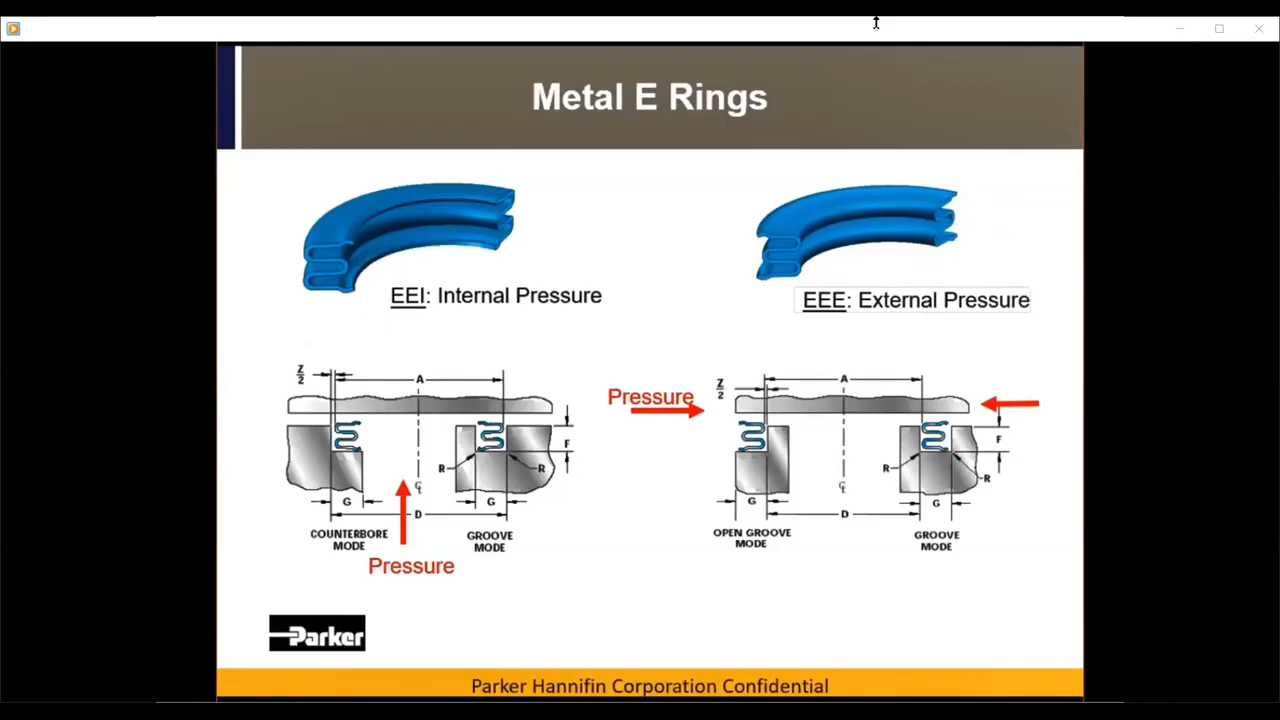 Metal E Rings
EEI: Internal Pressure
EEE: External Pressure
Z
2
A
F
R
R
G
G
D
COUNTERBORE
MODE
GROOVE
MODE
Pressure
Pressure
Z
2
A
F
R
R
G
G
D
OPEN GROOVE
MODE
GROOVE
MODE
Parker
Parker Hannifin Corporation Confidential